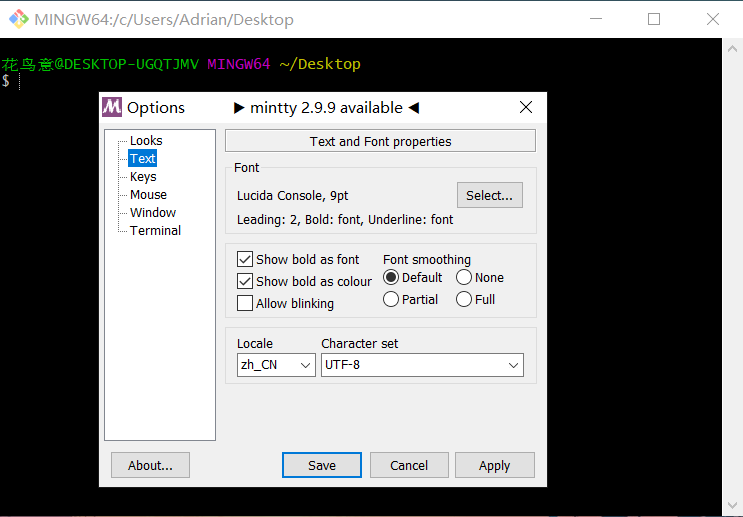 MINGW64:/c/Users/Adrian/Desktop
花鸟意@DESKTOP-UGQTJMV MINGW64 ~/Desktop
$
Options ▶ mintty 2.9.9 available ◀
Looks
Text
Keys
Mouse
Window
Terminal
Text and Font properties
Font
Lucida Console, 9pt
Select...
Leading: 2, Bold: font, Underline: font
Show bold as font
Show bold as colour
Allow blinking
Font smoothing
Default
None
Partial
Full
Locale
Character set
zh_CN
UTF-8
About...
Save
Cancel
Apply